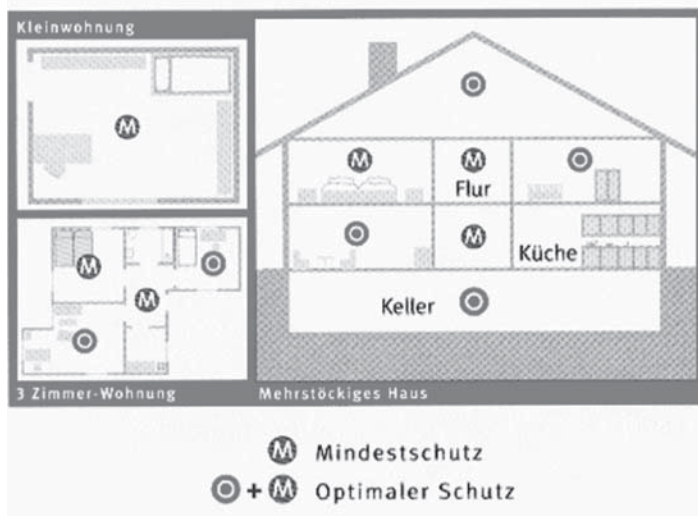 Kleinwohnung
M
O
M
M
O
Flur
O
M
Küche
Keller
O
M
O
M
O
3 Zimmer-Wohnung
Mehrstöckiges Haus
M Mindestschutz
O + M Optimaler Schutz